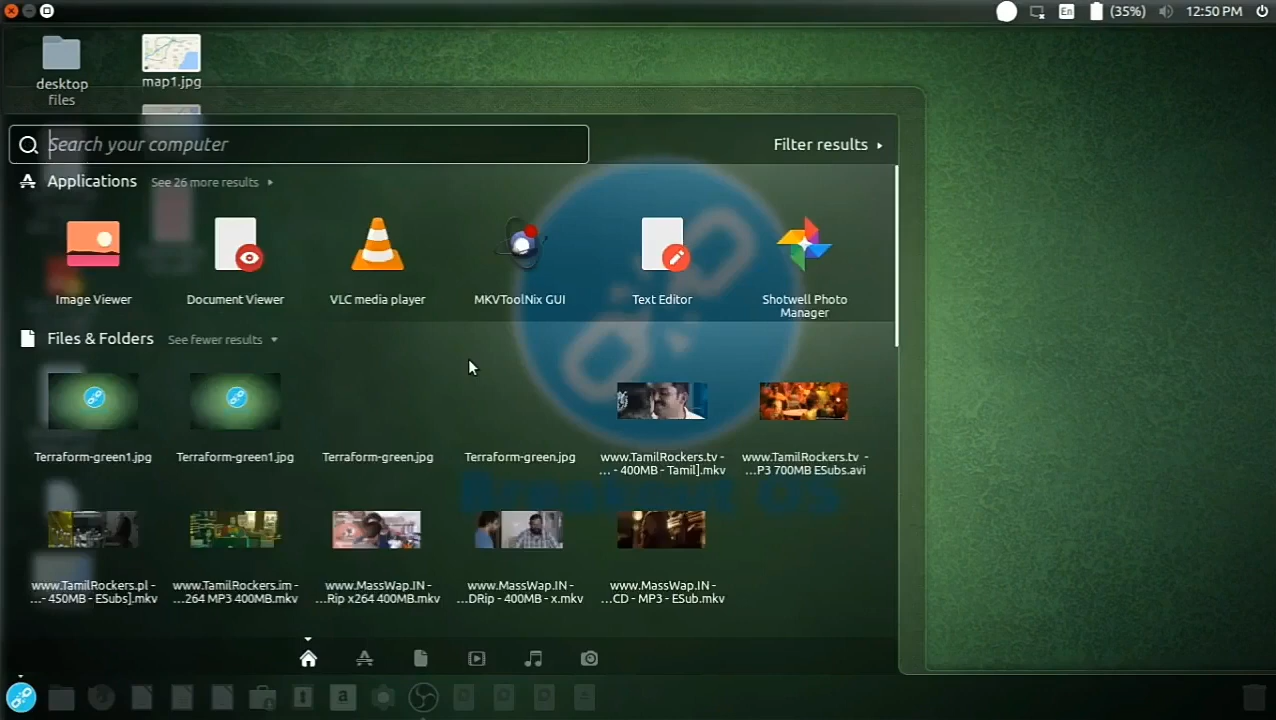 En
(35%)
12:50 PM
desktop
files
map1.jpg
Search your computer
Filter results
Applications
See 26 more results
Image Viewer
Document Viewer
VLC media player
MKVToolNix GUI
Text Editor
Shotwell Photo
Manager
Files & Folders
See fewer results
Terraform-green1.jpg
Terraform-green1.jpg
Terraform-green.jpg
Terraform-green.jpg
www.TamilRockers.tv -
... - 400MB - Tamil].mkv
www.TamilRockers.tv -
...P3 700MB ESubs.avi
Breakout OS
www.TamilRockers.pl -
...- 450MB - ESubs].mkv
www.TamilRockers.im -
...264 MP3 400MB.mkv
www.MassWap.IN -
...Rip x264 400MB.mkv
www.MassWap.IN -
...DRip - 400MB - x.mkv
www.MassWap.IN -
...CD - MP3 - ESub.mkv
a